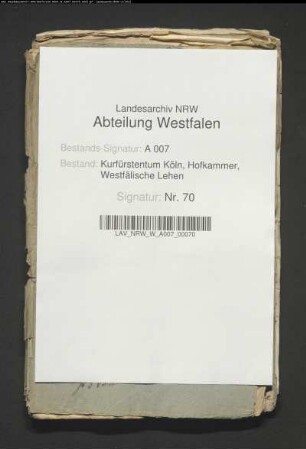 Landesarchiv NRW
Abteilung Westfalen
Bestands-Signatur: A 007
Bestand: Kurfürstentum Köln, Hofkammer,
Westfälische Lehen
Signatur: Nr. 70
LAV_NRW_W_A007_00070